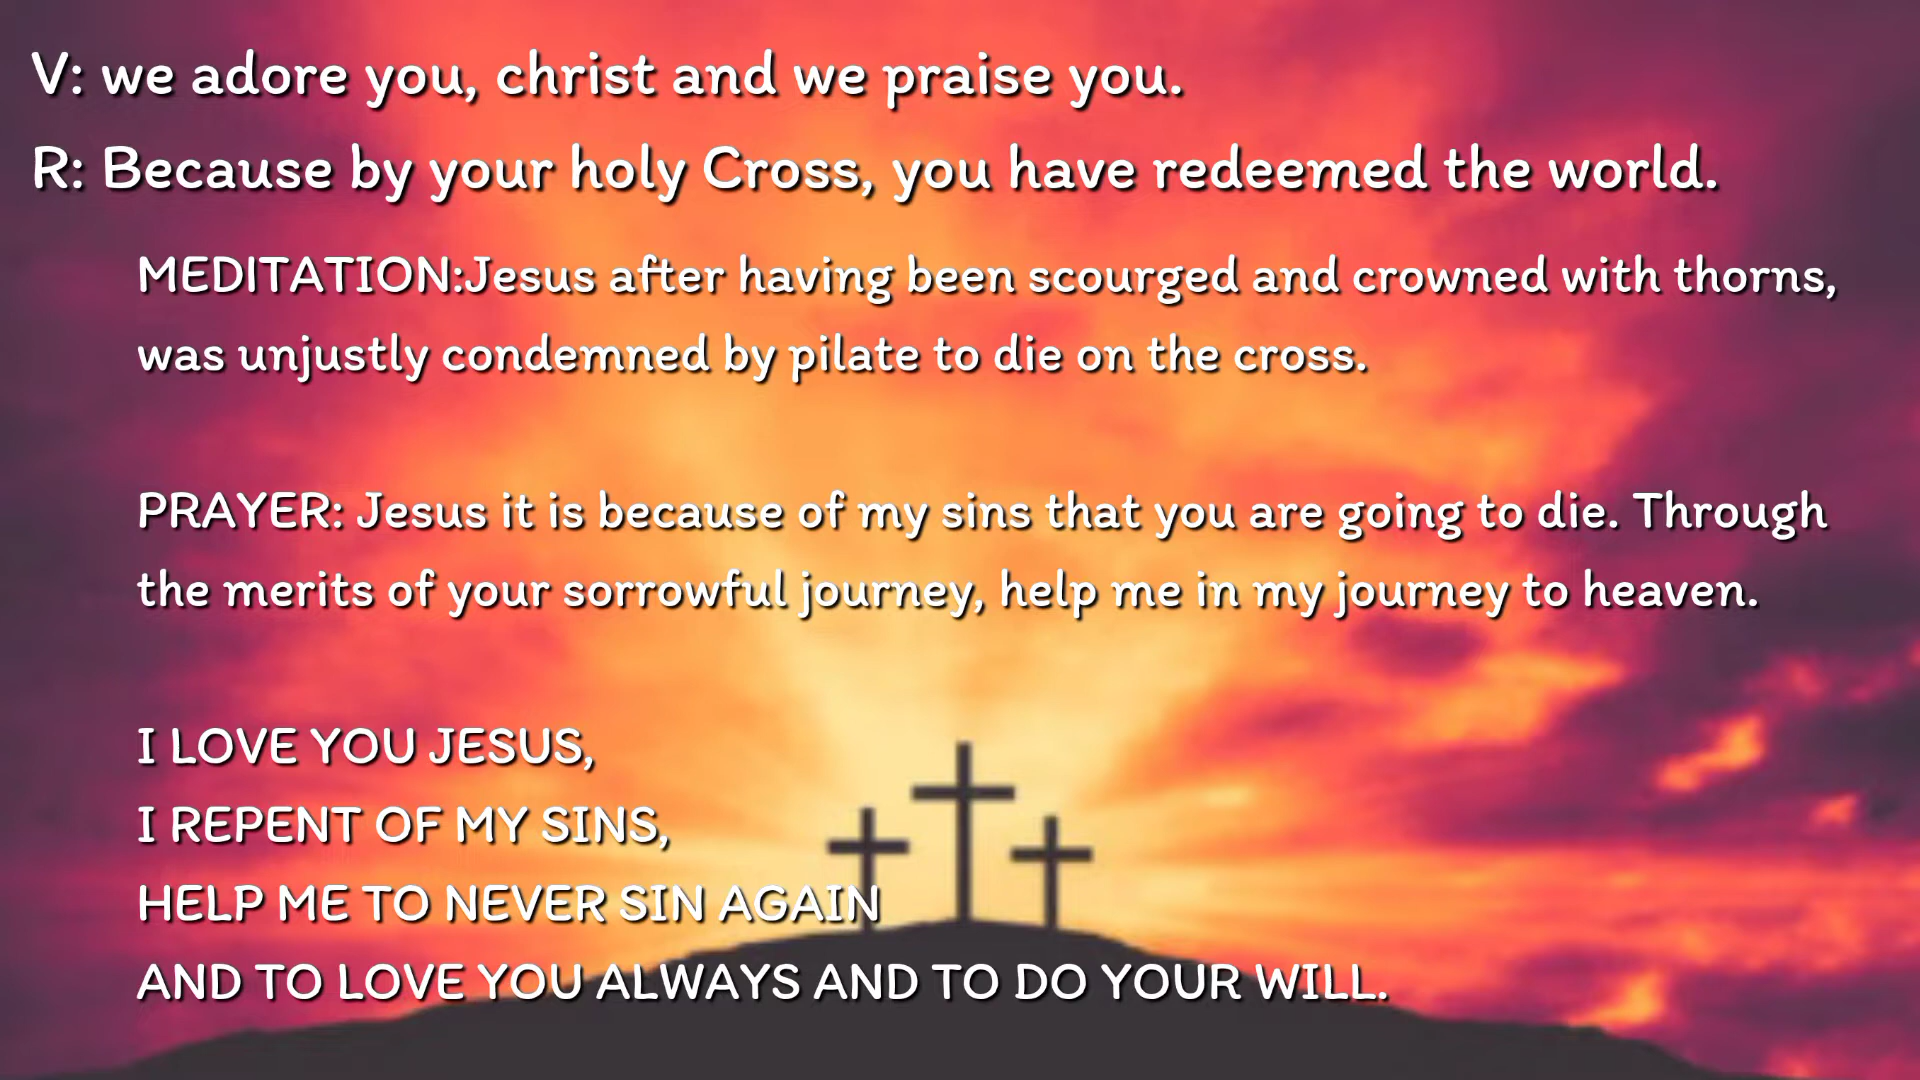 V: we adore you, christ and we praise you.
R: Because by your holy Cross, you have redeemed the world.
MEDITATION:Jesus after having been scourged and crowned with thorns,
was unjustly condemned by pilate to die on the cross.
PRAYER: Jesus it is because of my sins that you are going to die. Through
the merits of your sorrowful journey, help me in my journey to heaven.
I LOVE YOU JESUS,
I REPENT OF MY SINS,
HELP ME TO NEVER SIN AGAIN
AND TO LOVE YOU ALWAYS AND TO DO YOUR WILL.